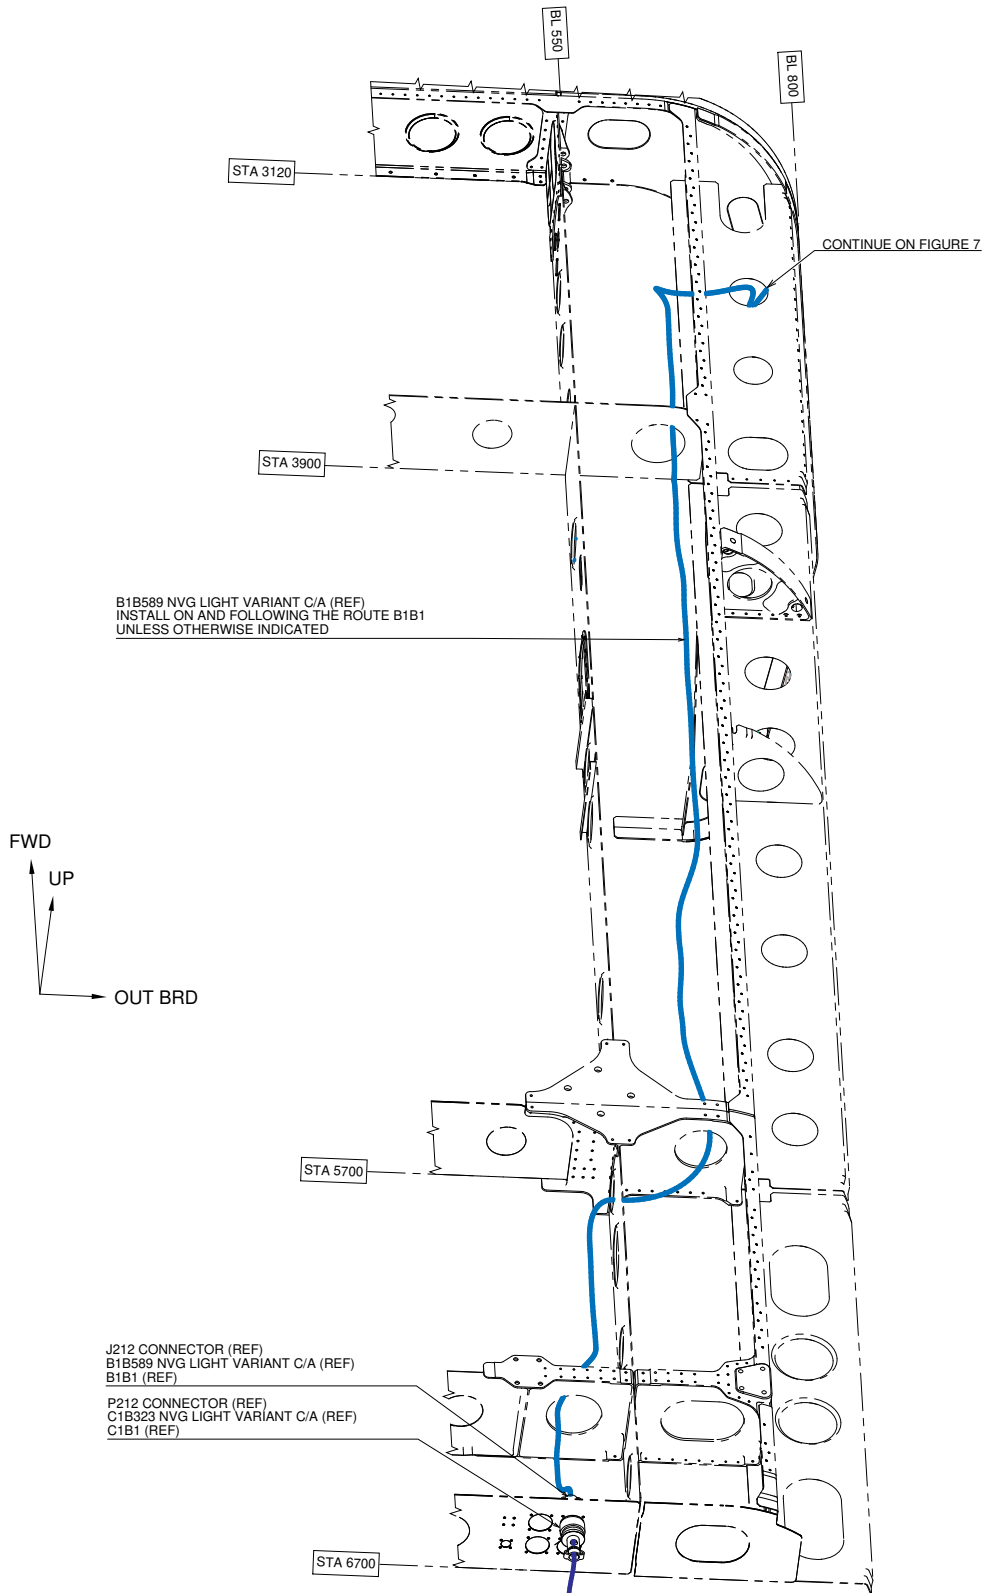 BL 550
BL 800
STA 3120
CONTINUE ON FIGURE 7
STA 3900
B1B589 NVG LIGHT VARIANT C/A (REF)
INSTALL ON AND FOLLOWING THE ROUTE B1B1
UNLESS OTHERWISE INDICATED
FWD
UP
OUT BRD
STA 5700
J212 CONNECTOR (REF)
B1B589 NVG LIGHT VARIANT C/A (REF)
B1B1 (REF)
P212 CONNECTOR (REF)
C1B323 NVG LIGHT VARIANT C/A (REF)
C1B1 (REF)
STA 6700